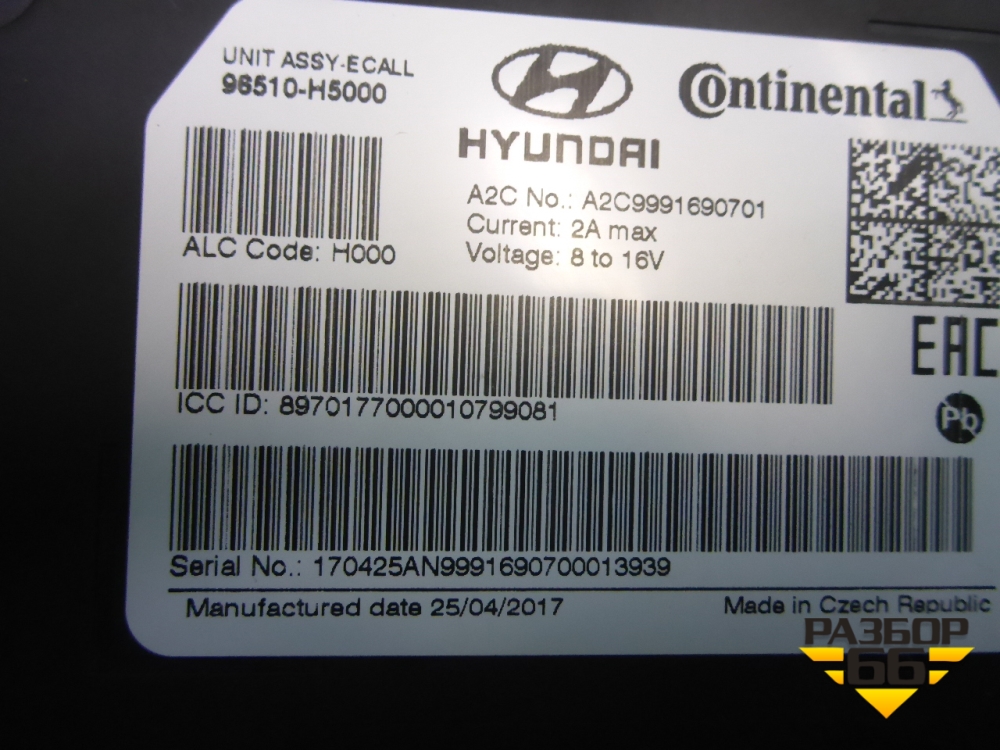 UNIT ASSY-ECALL
96510-H5000
HYUNDAI
Continental
A2C No.: A2C9991690701
Current: 2A max
Voltage: 8 to 16V
ALC Code: H000
EAC
ICC ID: 8970177000010799081
Pb
Serial No.: 170425AN9991690700013939
Manufactured date 25/04/2017
Made in Czech Republic
РАЗБОР
66